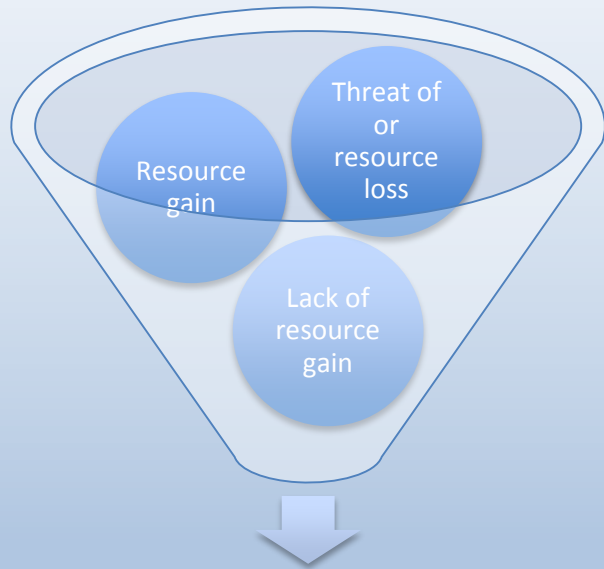 Threat of
or
resource
loss
Resource
gain
Lack of
resource
gain